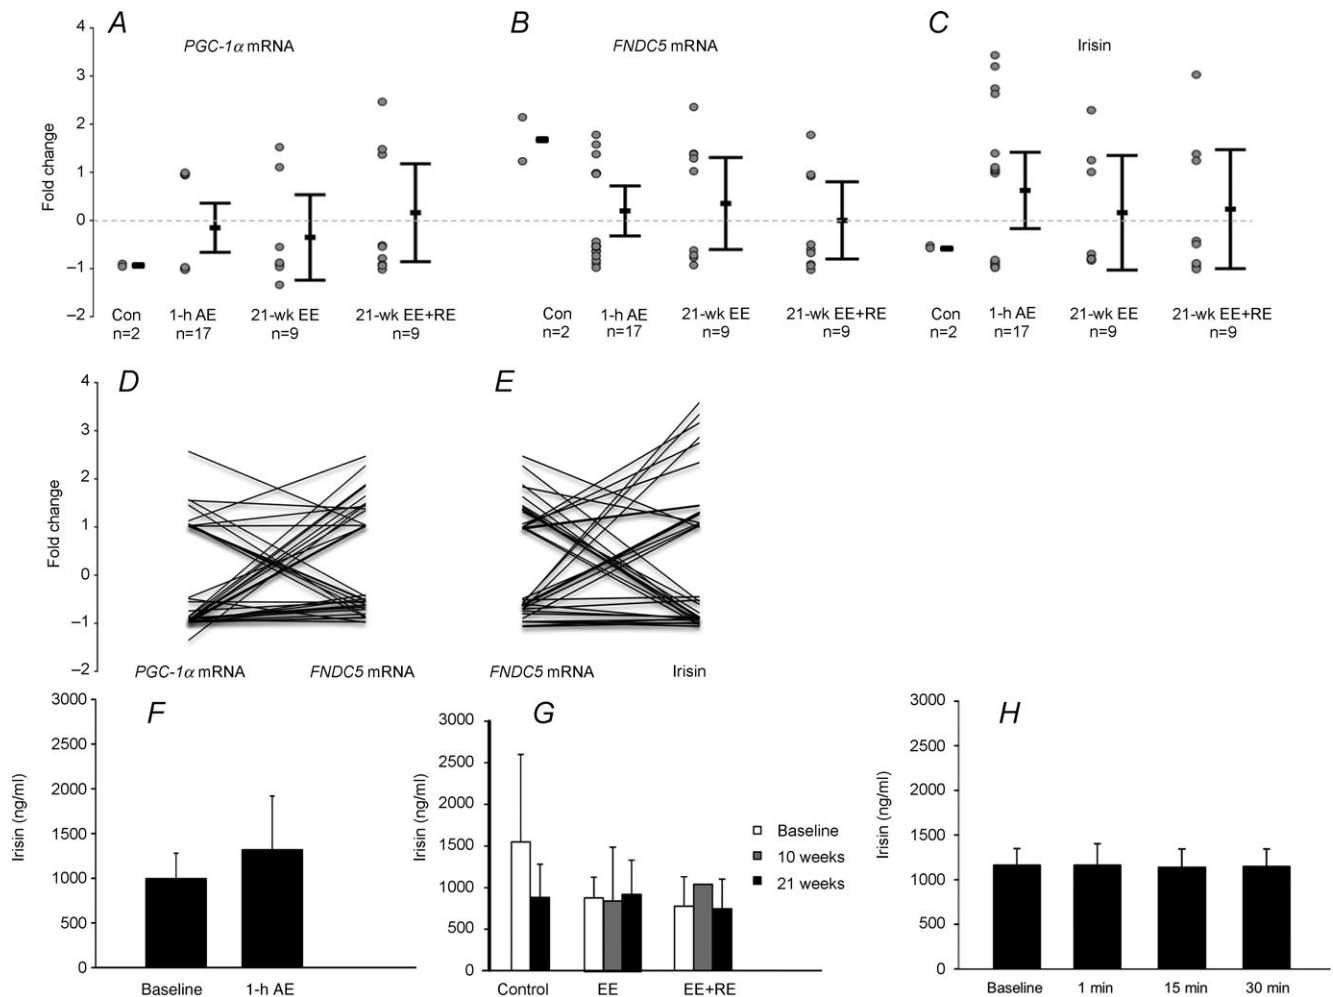 A
PGC-1α mRNA
B
FNDC5 mRNA
C
Irisin
Fold change
4
3
2
1
0
–1
–2
Con
n=2
1-h AE
n=17
21-wk EE
n=9
21-wk EE+RE
n=9
Con
n=2
1-h AE
n=17
21-wk EE
n=9
21-wk EE+RE
n=9
Con
n=2
1-h AE
n=17
21-wk EE
n=9
21-wk EE+RE
n=9
D
E
Fold change
4
3
2
1
0
–1
–2
PGC-1α mRNA
FNDC5 mRNA
FNDC5 mRNA
Irisin
F
Irisin (ng/ml)
3000
2500
2000
1500
1000
500
0
Baseline
1-h AE
G
Irisin (ng/ml)
3000
2500
2000
1500
1000
500
0
Control
EE
EE+RE
Baseline
10 weeks
21 weeks
H
Irisin (ng/ml)
3000
2500
2000
1500
1000
500
0
Baseline
1 min
15 min
30 min